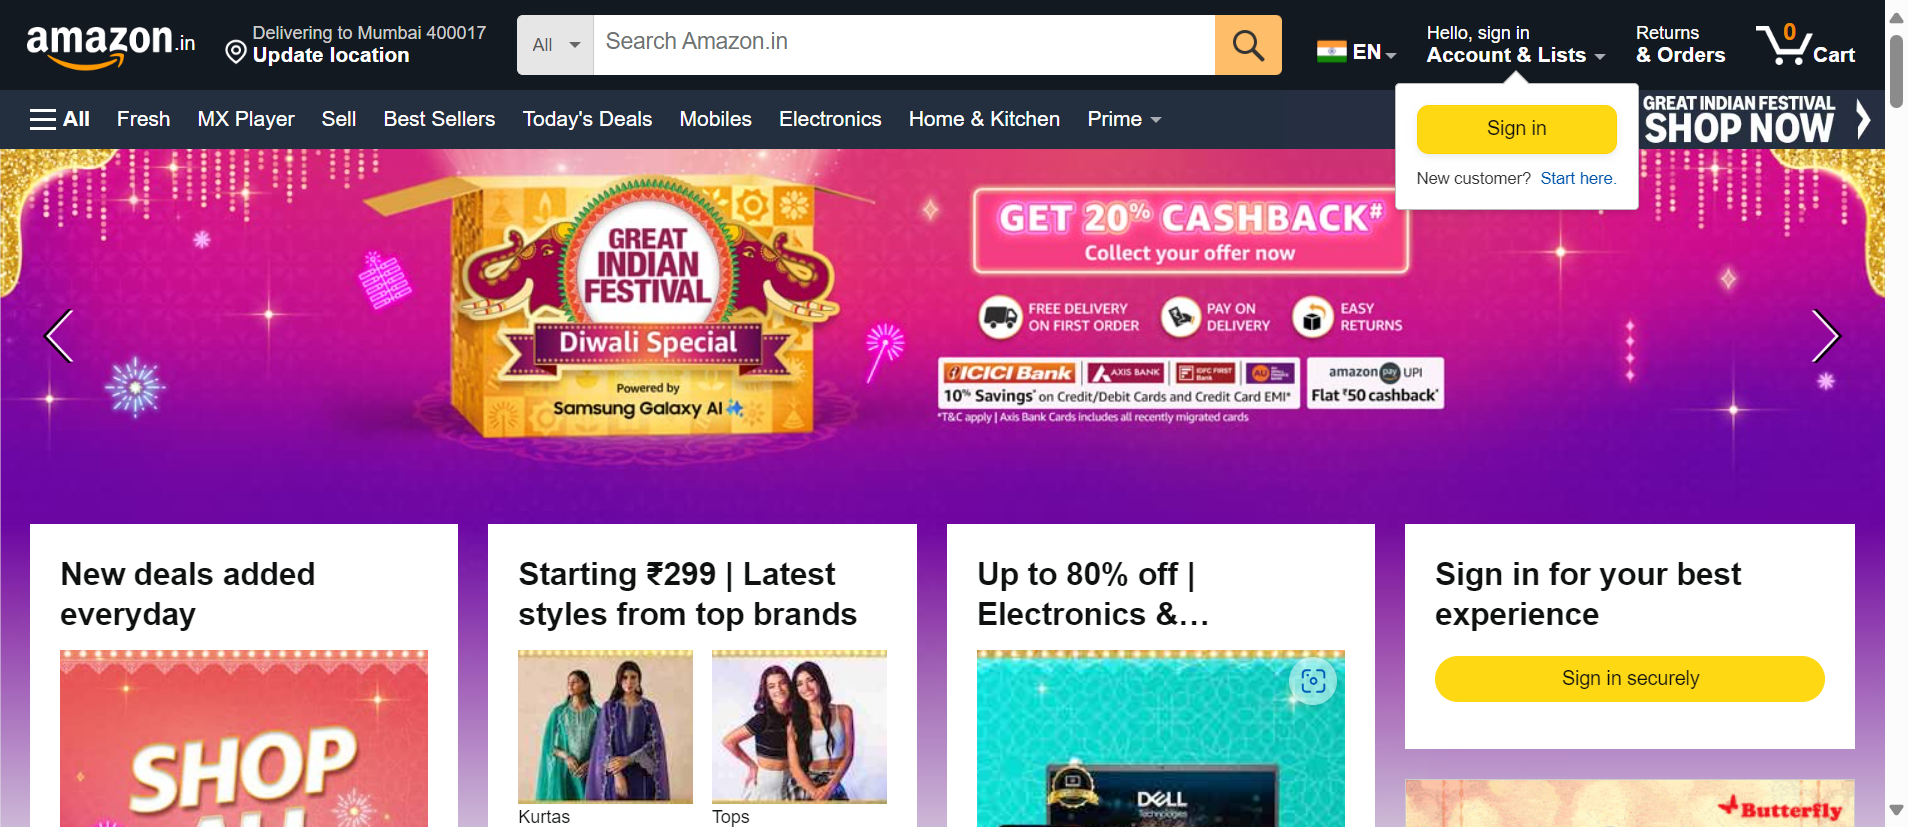 amazon.in
Delivering to Mumbai 400017
Update location
All
Search Amazon.in
EN
Hello, sign in
Account & Lists
Returns
& Orders
0
Cart
All
Fresh
MX Player
Sell
Best Sellers
Today's Deals
Mobiles
Electronics
Home & Kitchen
Prime
Sign in
New customer? Start here.
GREAT INDIAN FESTIVAL
SHOP NOW
GREAT
INDIAN
FESTIVAL
Diwali Special
Powered by
Samsung Galaxy AI
GET 20% CASHBACK#
Collect your offer now
FREE DELIVERY
ON FIRST ORDER
PAY ON
DELIVERY
EASY
RETURNS
ICICI Bank
AXIS BANK
IDFC FIRST
Bank
AU
10% Savings* on Credit/Debit Cards and Credit Card EMI*
amazon pay UPI
Flat ₹50 cashback*
*T&C apply | Axis Bank Cards includes all recently migrated cards
New deals added
everyday
SHOP
ALL
Starting ₹299 | Latest
styles from top brands
Kurtas
Tops
Up to 80% off |
Electronics &…
DELL
Technologies
Sign in for your best
experience
Sign in securely
Butterfly